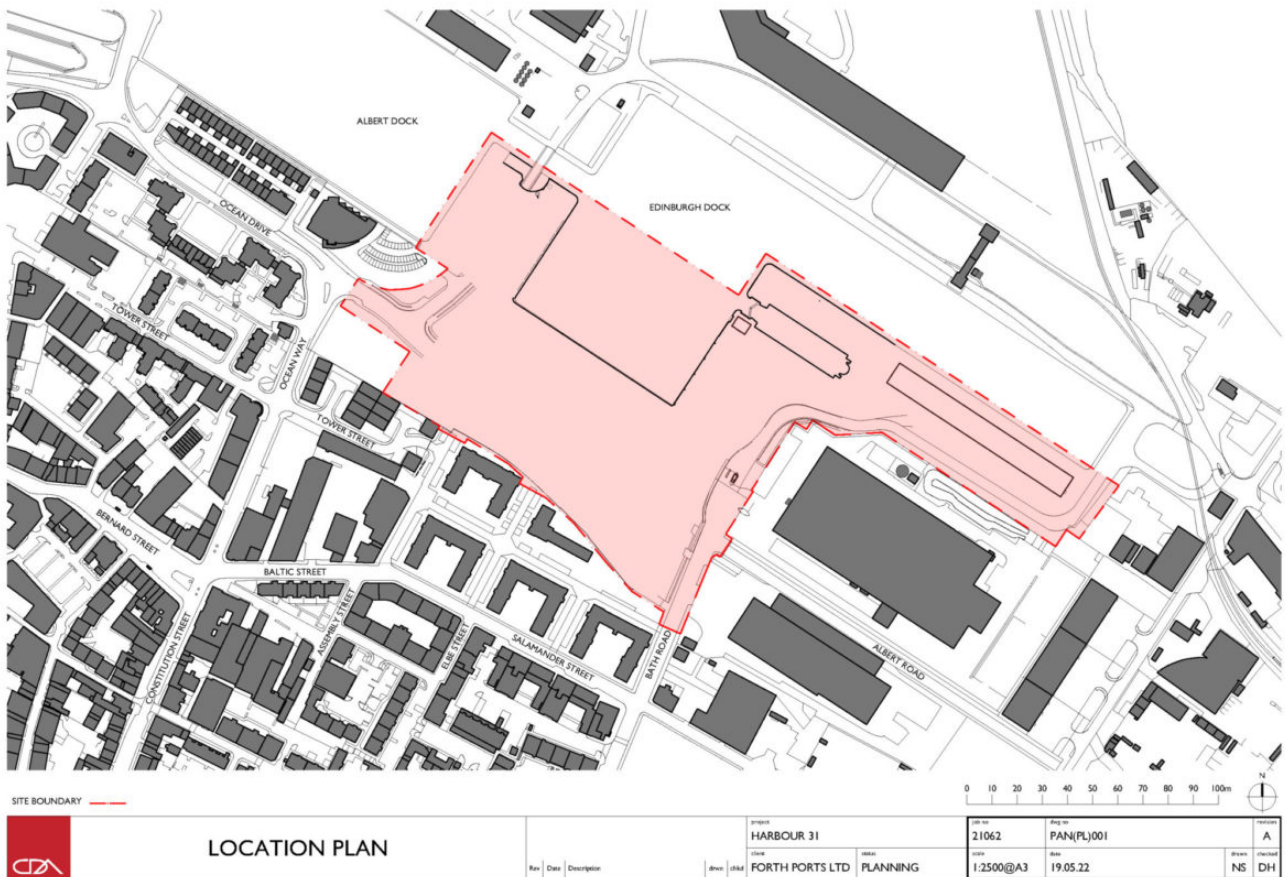 ALBERT DOCK
EDINBURGH DOCK
OCEAN DRIVE
TOWER STREET
OCEAN WAY
TOWER STREET
BERNARD STREET
BALTIC STREET
CONSTITUTION STREET
ASSEMBLY STREET
ELBE STREET
SALAMANDER STREET
BATH ROAD
ALBERT ROAD
SITE BOUNDARY
0 10 20 30 40 50 60 70 80 90 100m
N
CDA
LOCATION PLAN
Rev Date Description drwn chkd
project
HARBOUR 31
client
FORTH PORTS LTD
status
PLANNING
job no
21062
dwg no
PAN(PL)001
revision
A
scale
1:2500@A3
date
19.05.22
drawn
NS
checked
DH